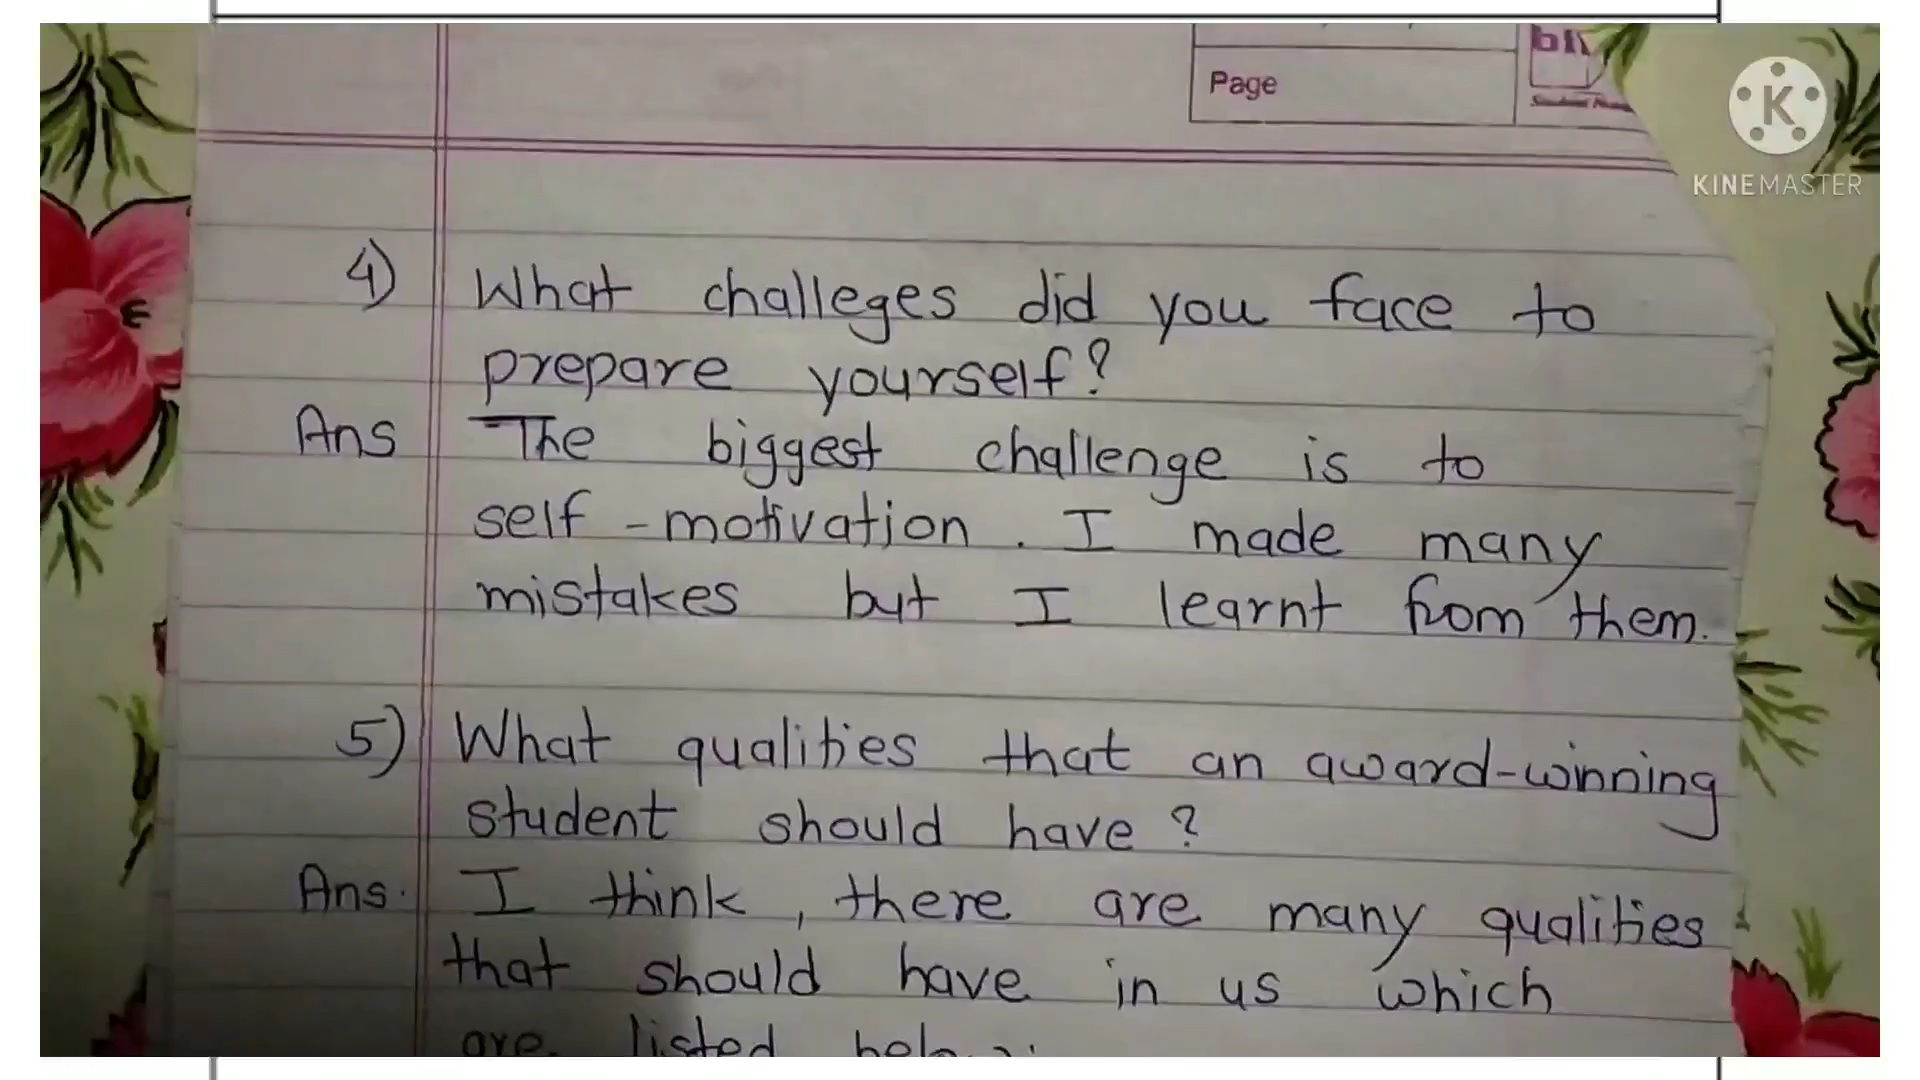 Page
KINEMASTER
4) What challeges did you face to
prepare yourself?
Ans The biggest challenge is to
self-motivation. I made many
mistakes but I learnt from them.
5) What qualities that an award-winning
student should have?
Ans. I think, there are many qualities
that should have in us which
are listed